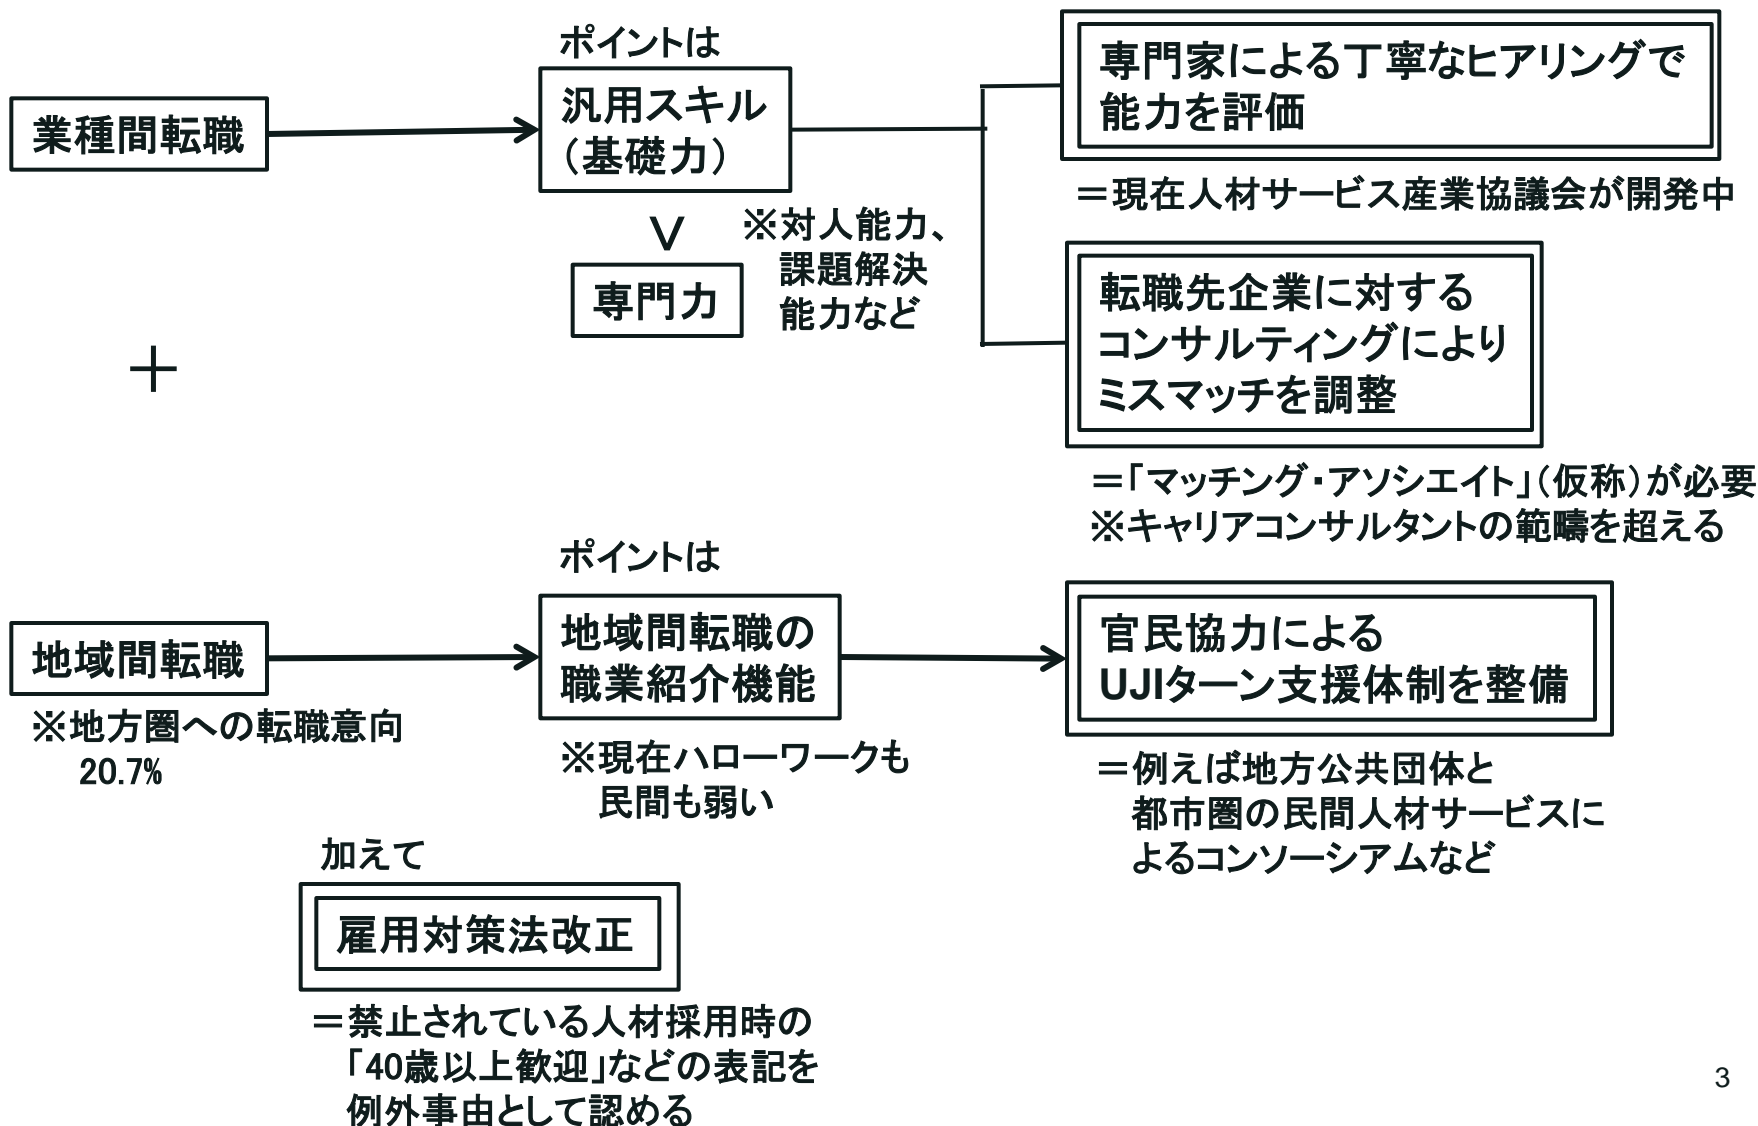 ポイントは
業種間転職
汎用スキル
（基礎力）
∨
専門力
※対人能力、
課題解決
能力など
専門家による丁寧なヒアリングで
能力を評価
＝現在人材サービス産業協議会が開発中
転職先企業に対する
コンサルティングにより
ミスマッチを調整
＝「マッチング・アソシエイト」（仮称）が必要
※キャリアコンサルタントの範疇を超える
＋
ポイントは
地域間転職
※地方圏への転職意向
20.7%
地域間転職の
職業紹介機能
※現在ハローワークも
民間も弱い
官民協力による
UJIターン支援体制を整備
＝例えば地方公共団体と
都市圏の民間人材サービスに
よるコンソーシアムなど
加えて
雇用対策法改正
＝禁止されている人材採用時の
「40歳以上歓迎」などの表記を
例外事由として認める
3